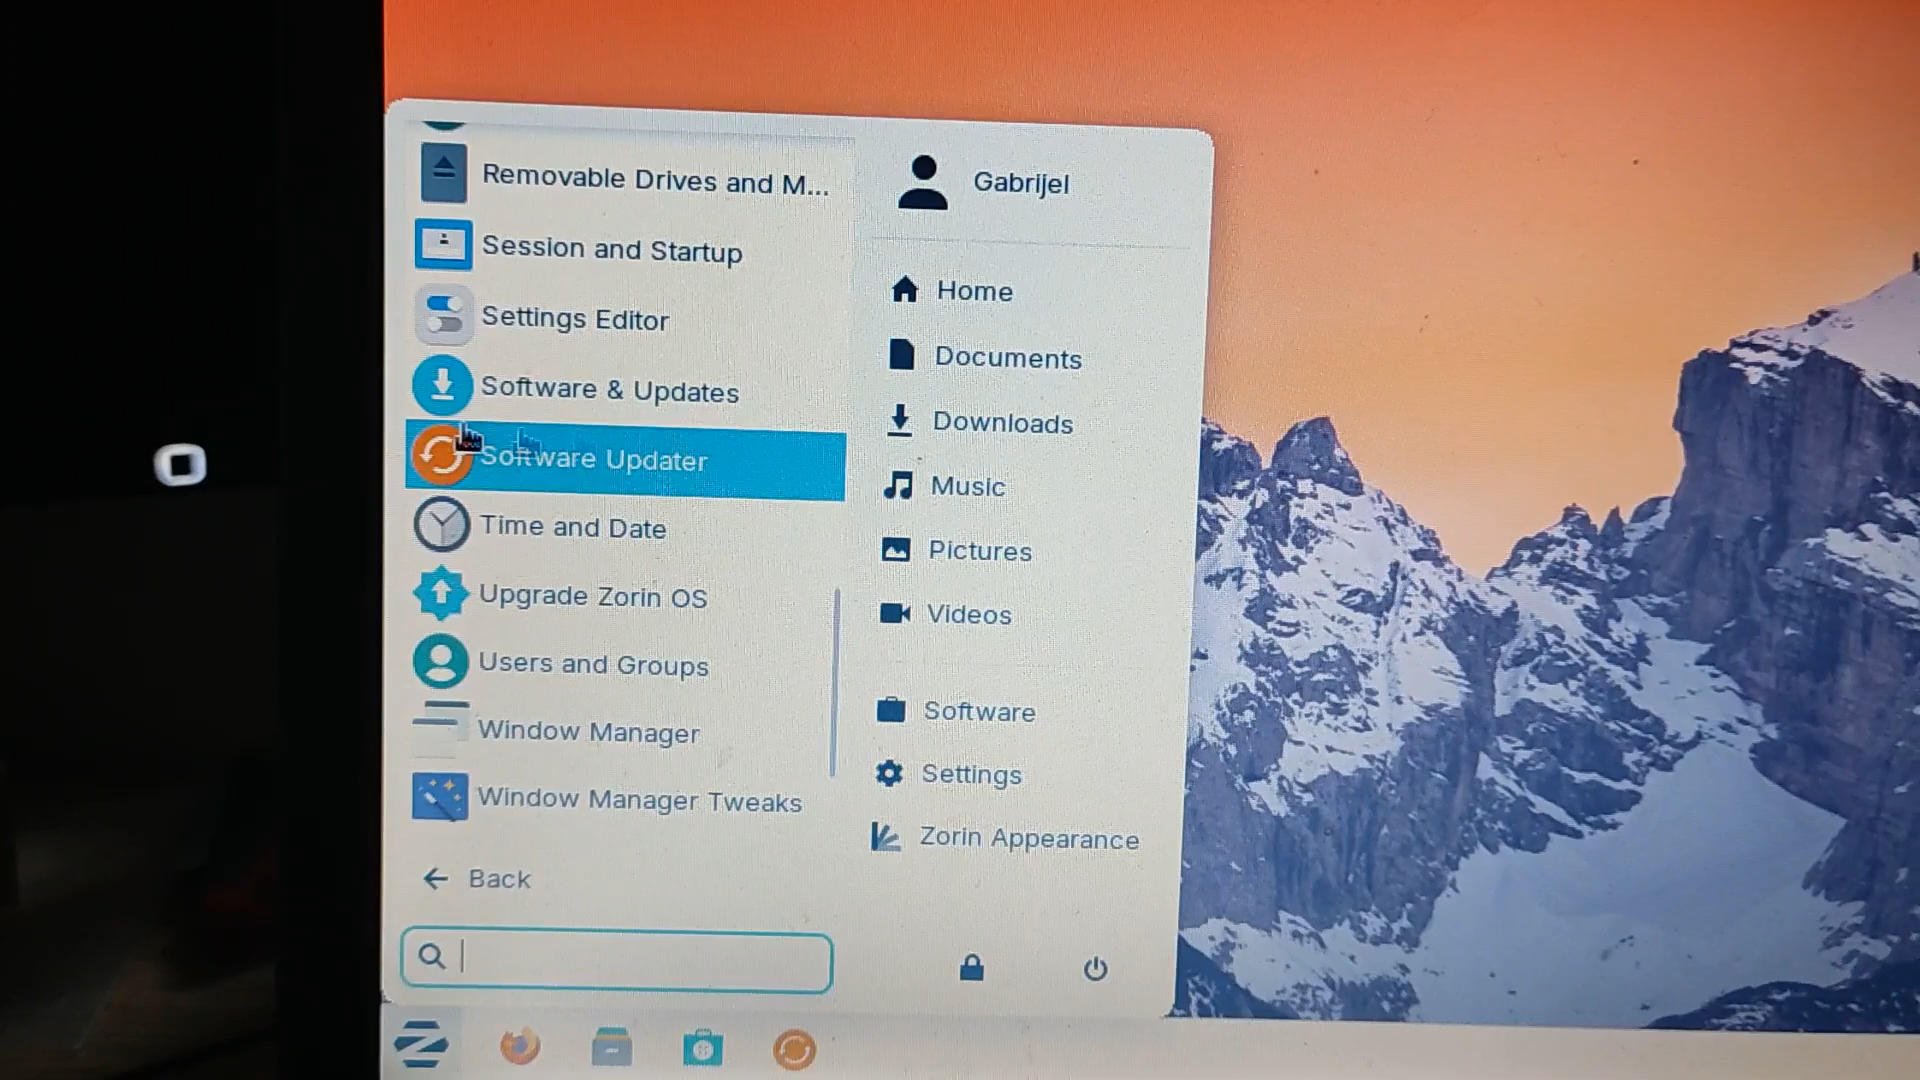 Removable Drives and M...
Session and Startup
Settings Editor
Software & Updates
Software Updater
Time and Date
Upgrade Zorin OS
Users and Groups
Window Manager
Window Manager Tweaks
Back
Gabrijel
Home
Documents
Downloads
Music
Pictures
Videos
Software
Settings
Zorin Appearance